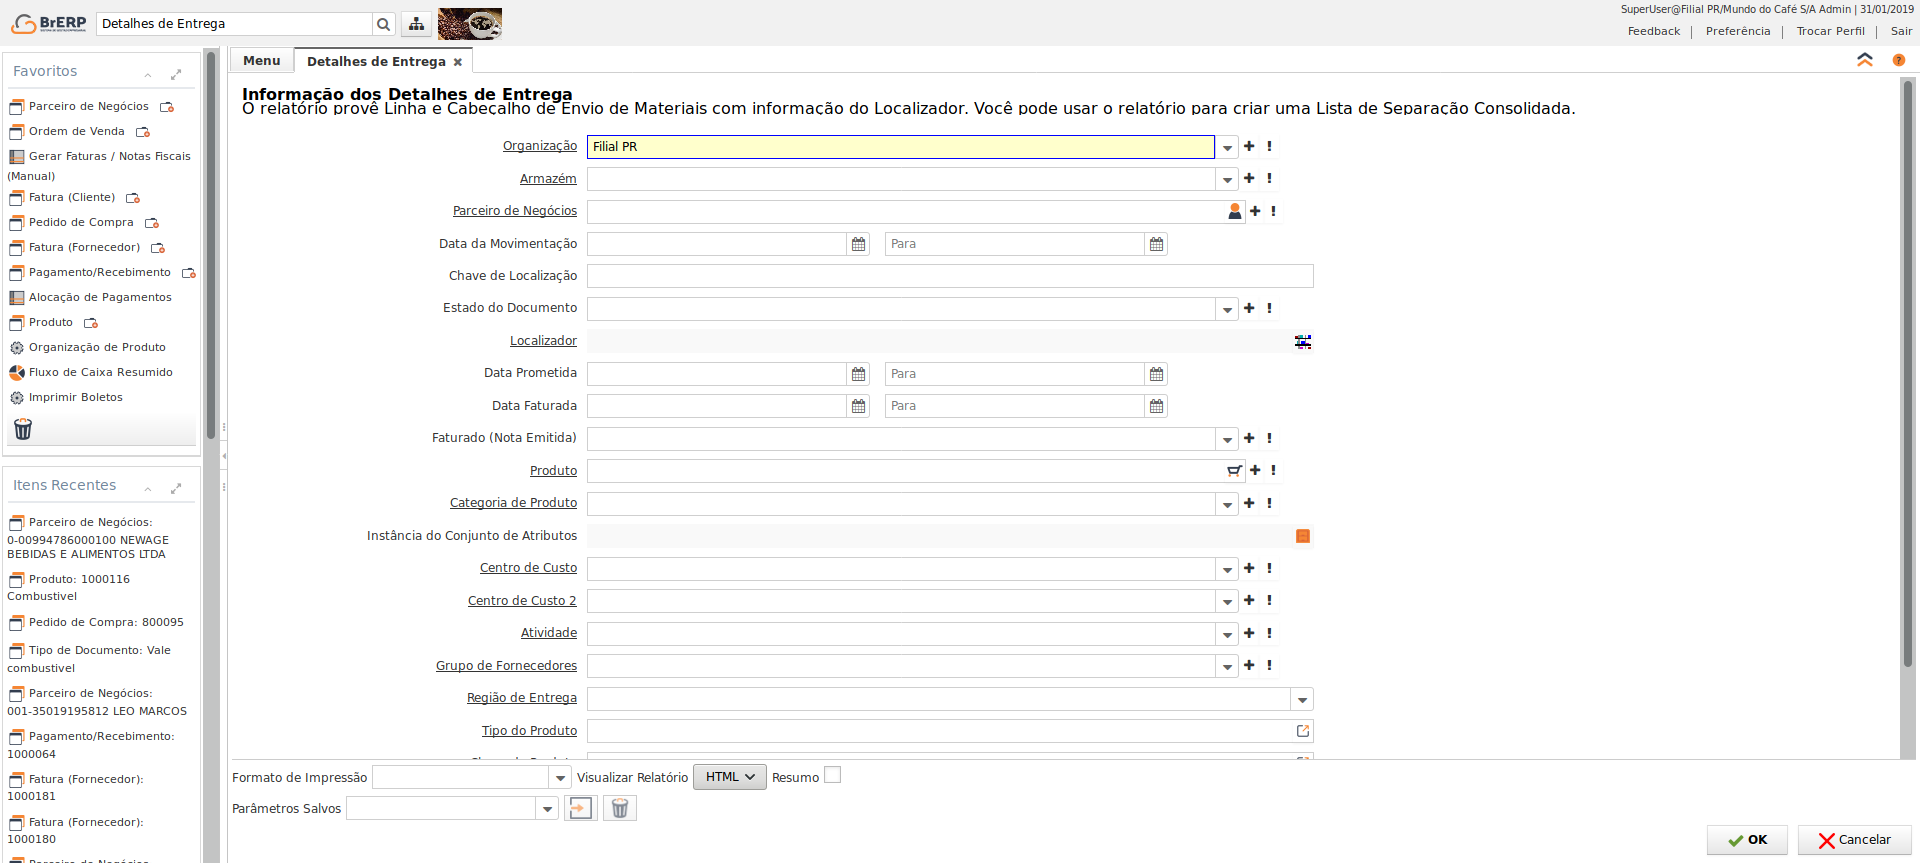 BrERP
Detalhes de Entrega
SuperUser@Filial PR/Mundo do Café S/A Admin | 31/01/2019
Feedback | Preferência | Trocar Perfil | Sair
Favoritos
Parceiro de Negócios
Ordem de Venda
Gerar Faturas / Notas Fiscais
(Manual)
Fatura (Cliente)
Pedido de Compra
Fatura (Fornecedor)
Pagamento/Recebimento
Alocação de Pagamentos
Produto
Organização de Produto
Fluxo de Caixa Resumido
Imprimir Boletos
Itens Recentes
Parceiro de Negócios:
0-00994786000100 NEWAGE
BEBIDAS E ALIMENTOS LTDA
Produto: 1000116
Combustivel
Pedido de Compra: 800095
Tipo de Documento: Vale
combustivel
Parceiro de Negócios:
001-35019195812 LEO MARCOS
Pagamento/Recebimento:
1000064
Fatura (Fornecedor):
1000181
Fatura (Fornecedor):
1000180
Menu
Detalhes de Entrega
Informação dos Detalhes de Entrega
O relatório provê Linha e Cabeçalho de Envio de Materiais com informação do Localizador. Você pode usar o relatório para criar uma Lista de Separação Consolidada.
Organização Filial PR
Armazém
Parceiro de Negócios
Data da Movimentação Para
Chave de Localização
Estado do Documento
Localizador
Data Prometida Para
Data Faturada Para
Faturado (Nota Emitida)
Produto
Categoria de Produto
Instância do Conjunto de Atributos
Centro de Custo
Centro de Custo 2
Atividade
Grupo de Fornecedores
Região de Entrega
Tipo do Produto
Formato de Impressão Visualizar Relatório HTML Resumo
Parâmetros Salvos
OK Cancelar